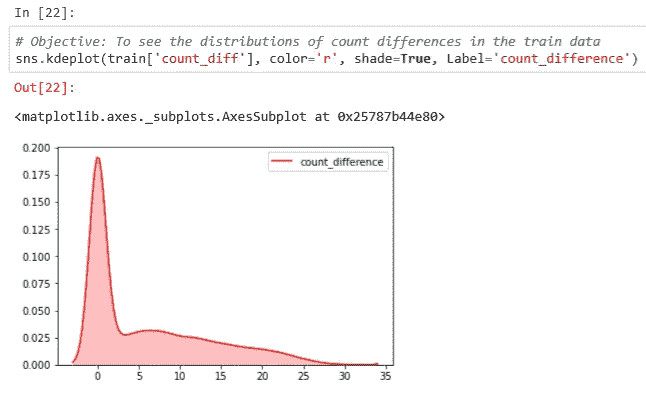 In [22]:
# Objective: To see the distributions of count differences in the train data
sns.kdeplot(train['count_diff'], color='r', shade=True, Label='count_difference')
Out[22]:
<matplotlib.axes._subplots.AxesSubplot at 0x25787b44e80>
count_difference
0.200
0.175
0.150
0.125
0.100
0.075
0.050
0.025
0.000
0 5 10 15 20 25 30 35